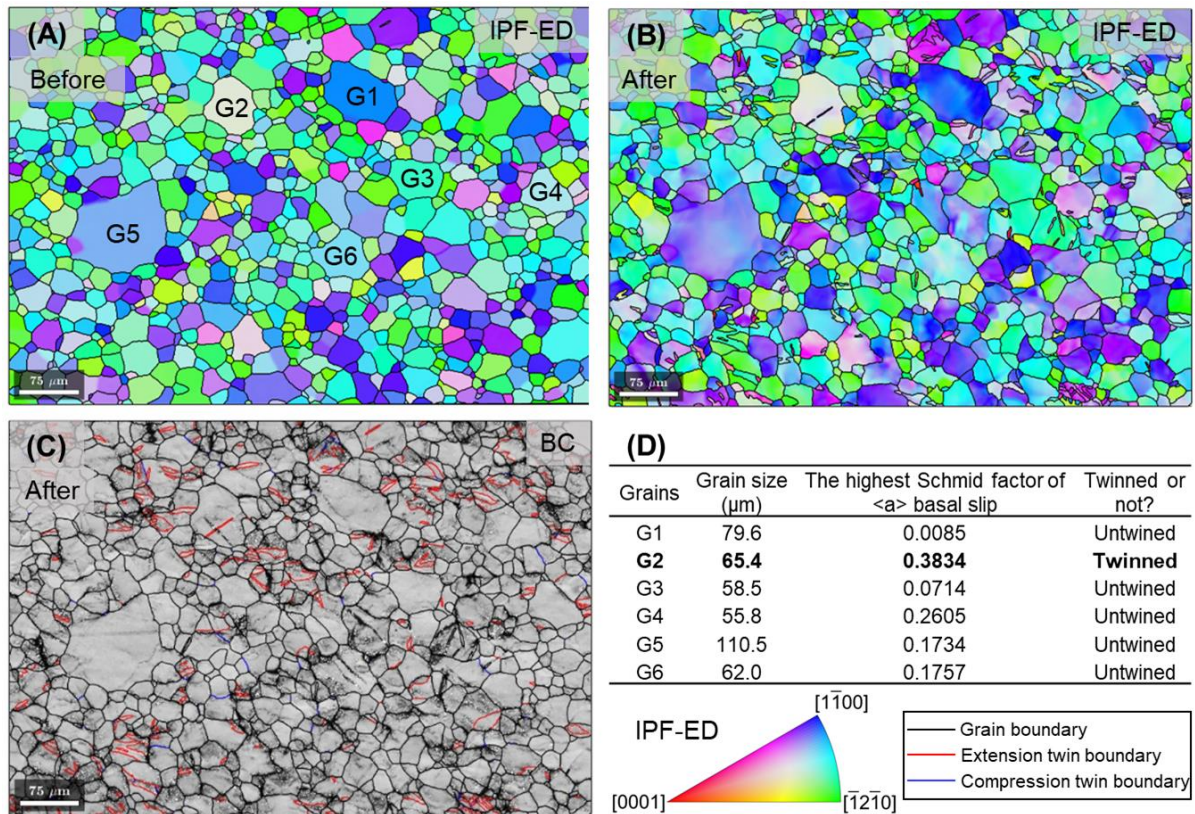 (A)
IPF-ED
Before
G1
G2
G3
G4
G5
G6
75 μm
(B)
IPF-ED
After
75 μm
(C)
BC
After
75 μm
(D)
Grains
Grain size (μm)
The highest Schmid factor of <a> basal slip
Twinned or not?
G1 79.6 0.0085 Untwined
G2 65.4 0.3834 Twinned
G3 58.5 0.0714 Untwined
G4 55.8 0.2605 Untwined
G5 110.5 0.1734 Untwined
G6 62.0 0.1757 Untwined
IPF-ED
[11̄00]
[0001]
[1̄21̄0]
Grain boundary
Extension twin boundary
Compression twin boundary